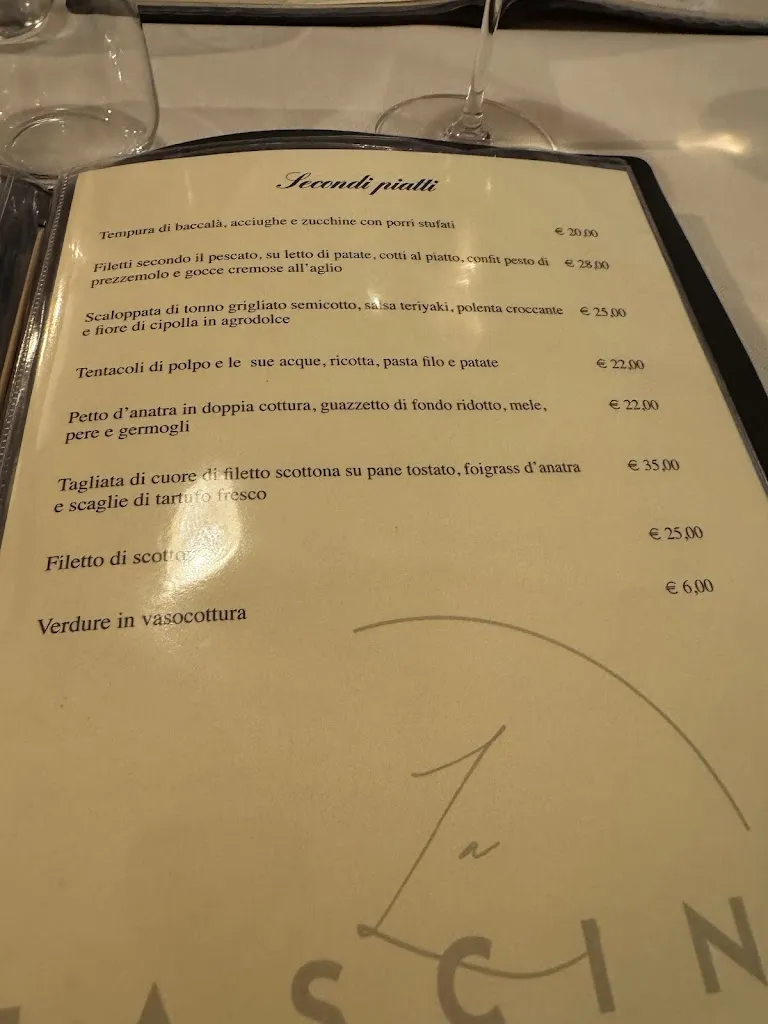 Secondi piatti
Tempura di baccalà, acciughe e zucchine con porri stufati € 20,00
Filetti secondo il pescato, su letto di patate, cotti al piatto, confit pesto di € 28,00
prezzemolo e gocce cremose all'aglio
Scaloppata di tonno grigliato semicotto, salsa teriyaki, polenta croccante € 25,00
e fiore di cipolla in agrodolce
Tentacoli di polpo e le sue acque, ricotta, pasta filo e patate € 22,00
Petto d'anatra in doppia cottura, guazzetto di fondo ridotto, mele, € 22,00
pere e germogli
Tagliata di cuore di filetto scottona su pane tostato, foigrass d'anatra € 35,00
e scaglie di tartufo fresco
Filetto di € 25,00
Verdure in vasocottura € 6,00
La